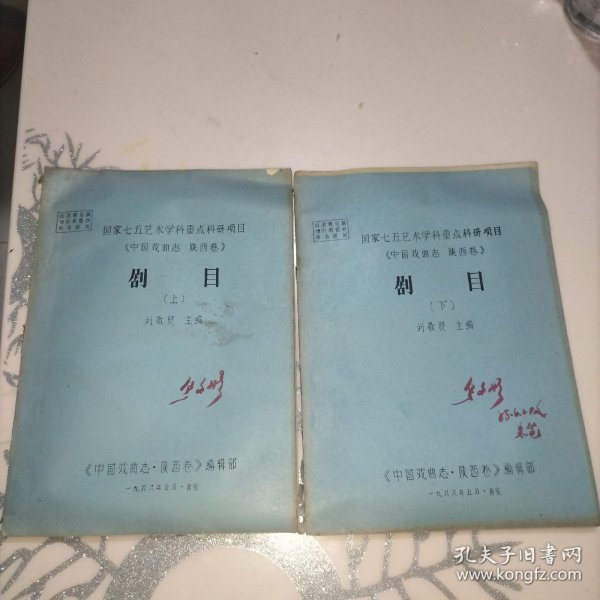 国家七五艺术学科重点科研项目
《中国戏曲志 陕西卷》
剧 目
（上）
刘敬贤 主编
《中国戏曲志·陕西卷》编辑部
一九八八年五月·西安
国家七五艺术学科重点科研项目
《中国戏曲志 陕西卷》
剧 目
（下）
刘敬贤 主编
《中国戏曲志·陕西卷》编辑部
一九八八年五月·西安
孔夫子旧书网
www.kongfz.com